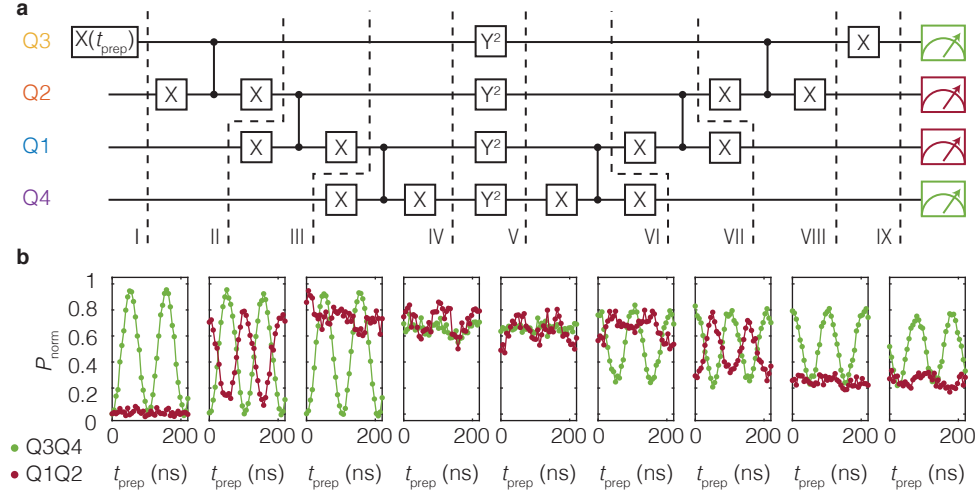 a
Q3 X(t_prep) Y² X
Q2 X X Y² X X
Q1 X X Y² X X
Q4 X X Y² X X
I II III IV V VI VII VIII IX
b
P_norm
1
0.8
0.6
0.4
0.2
0
0 200 0 200 0 200 0 200 0 200 0 200 0 200 0 200 0 200
t_prep (ns) t_prep (ns) t_prep (ns) t_prep (ns) t_prep (ns) t_prep (ns) t_prep (ns) t_prep (ns) t_prep (ns)
Q3Q4
Q1Q2